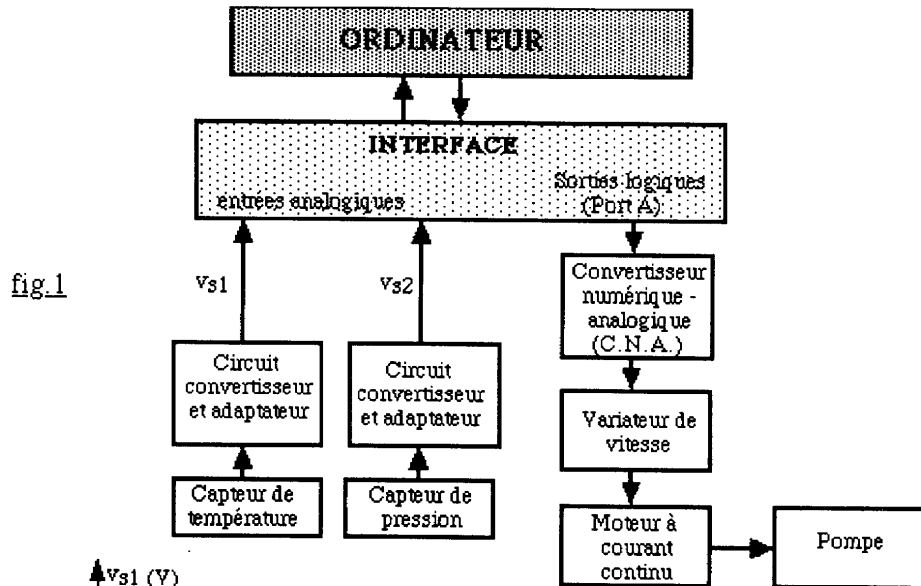 ORDINATEUR
INTERFACE
entrées analogiques
Sorties logiques
(Port A)
fig.1
vs1
vs2
Convertisseur
numérique -
analogique
(C.N.A.)
Circuit
convertisseur
et adaptateur
Circuit
convertisseur
et adaptateur
Variateur de
vitesse
Capteur de
température
Capteur de
pression
Moteur à
courant
continu
Pompe
vs1 (V)